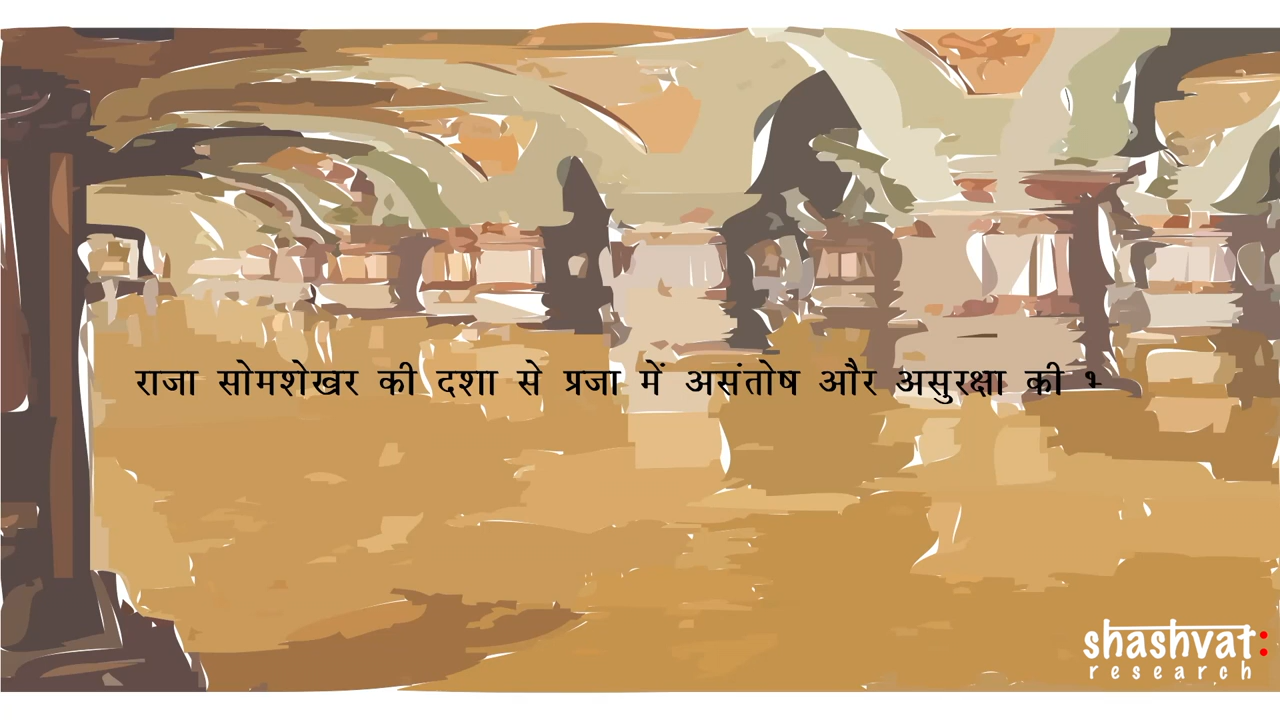 राजा सोमशेखर की दशा से प्रजा में असंतोष और असुरक्षा की
shashvat:
research